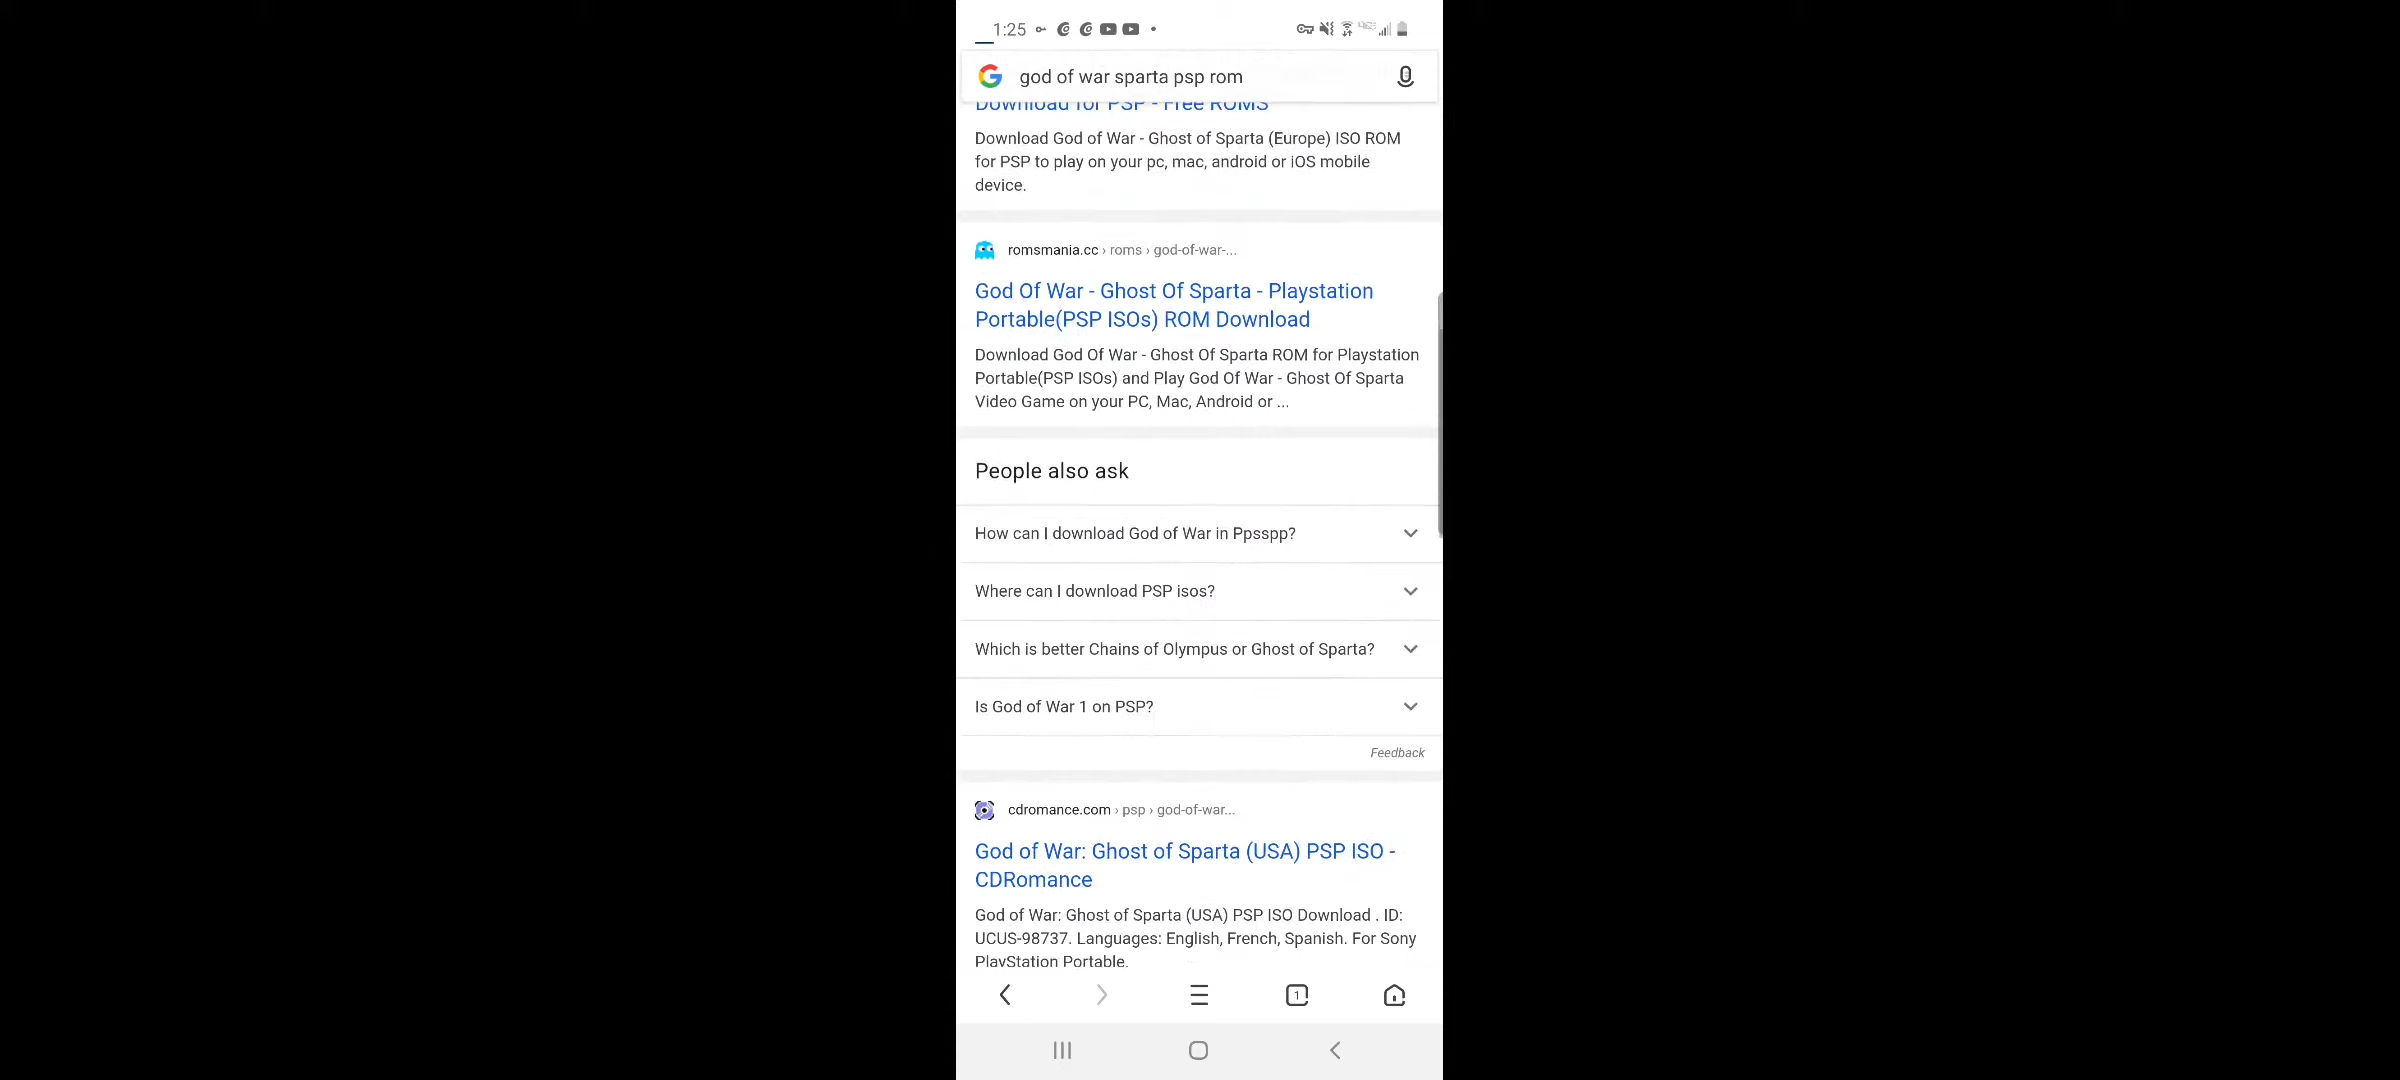 1:25
god of war sparta psp rom
Download for PSP - Free ROMS
Download God of War - Ghost of Sparta (Europe) ISO ROM
for PSP to play on your pc, mac, android or iOS mobile
device.
romsmania.cc › roms › god-of-war-...
God Of War - Ghost Of Sparta - Playstation
Portable(PSP ISOs) ROM Download
Download God Of War - Ghost Of Sparta ROM for Playstation
Portable(PSP ISOs) and Play God Of War - Ghost Of Sparta
Video Game on your PC, Mac, Android or ...
People also ask
How can I download God of War in Ppsspp?
Where can I download PSP isos?
Which is better Chains of Olympus or Ghost of Sparta?
Is God of War 1 on PSP?
Feedback
cdromance.com › psp › god-of-war...
God of War: Ghost of Sparta (USA) PSP ISO -
CDRomance
God of War: Ghost of Sparta (USA) PSP ISO Download . ID:
UCUS-98737. Languages: English, French, Spanish. For Sony
PlayStation Portable.
1